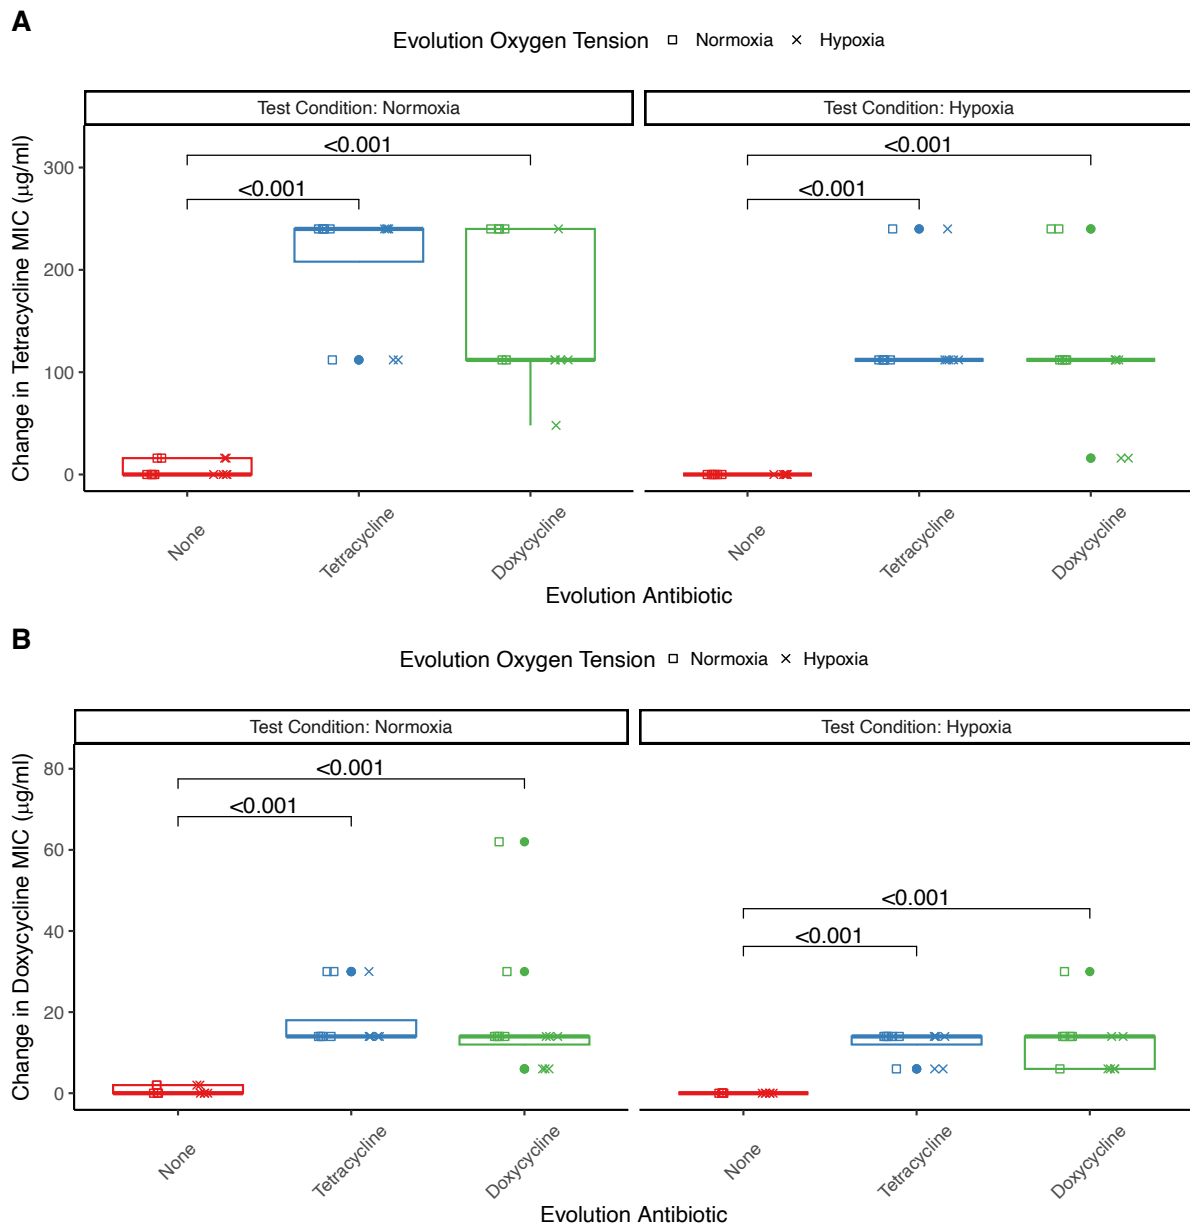 A
Evolution Oxygen Tension Normoxia Hypoxia
Test Condition: Normoxia Test Condition: Hypoxia
Change in Tetracycline MIC (μg/ml)
300
200
100
0
<0.001
<0.001
<0.001
<0.001
None Tetracycline Doxycycline None Tetracycline Doxycycline
Evolution Antibiotic
B
Evolution Oxygen Tension Normoxia Hypoxia
Test Condition: Normoxia Test Condition: Hypoxia
Change in Doxycycline MIC (μg/ml)
80
60
40
20
0
<0.001
<0.001
<0.001
<0.001
None Tetracycline Doxycycline None Tetracycline Doxycycline
Evolution Antibiotic